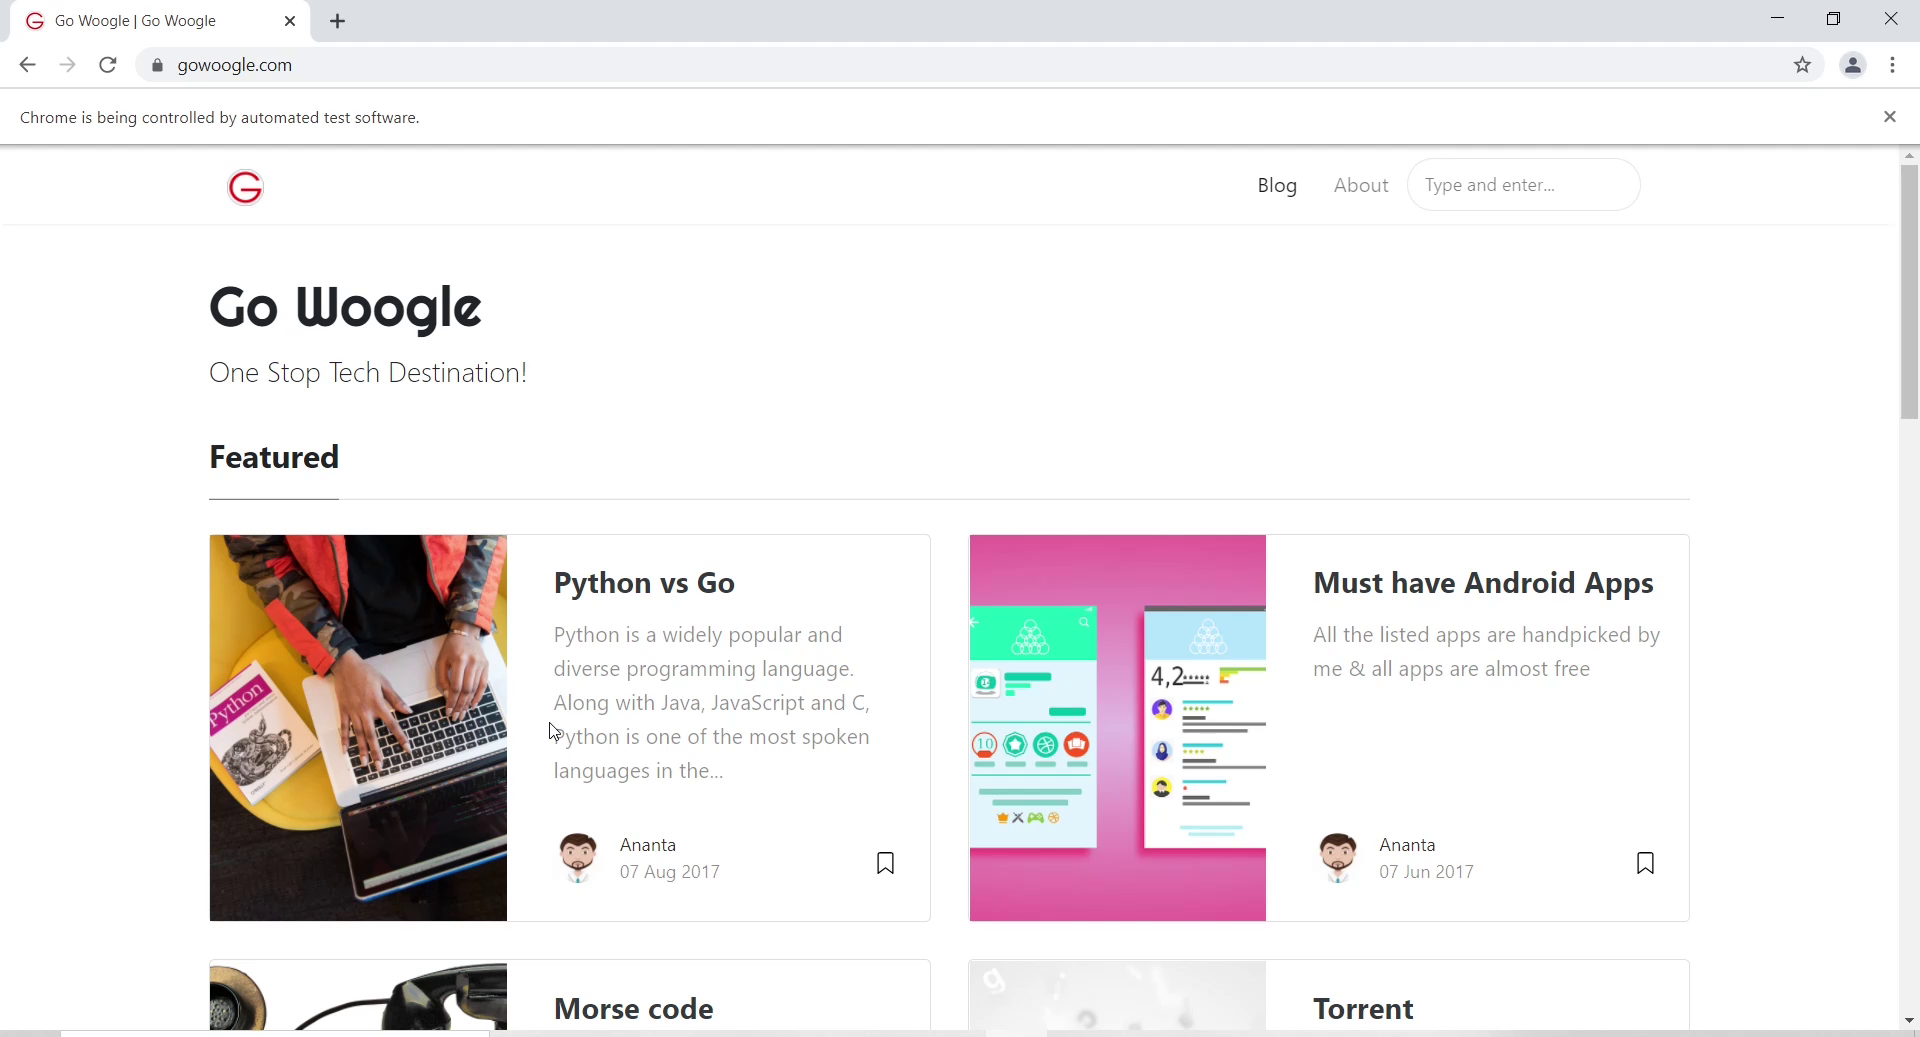 Go Woogle | Go Woogle
gowoogle.com
Chrome is being controlled by automated test software.
G
Blog
About
Type and enter...
Go Woogle
One Stop Tech Destination!
Featured
Python
Python vs Go
Python is a widely popular and
diverse programming language.
Along with Java, JavaScript and C,
Python is one of the most spoken
languages in the...
Ananta
07 Aug 2017
4,2
10
Must have Android Apps
All the listed apps are handpicked by
me & all apps are almost free
Ananta
07 Jun 2017
Morse code
g
Torrent